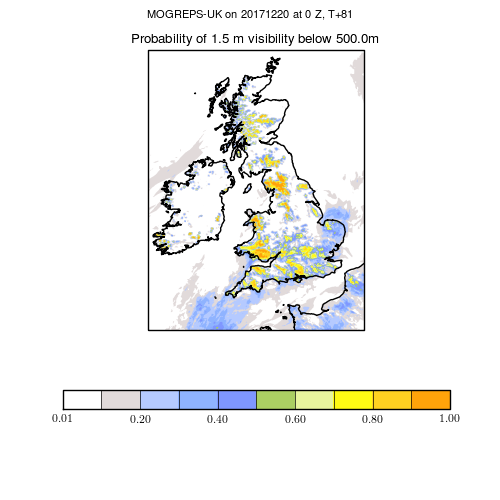 MOGREPS-UK on 20171220 at 0 Z, T+81
Probability of 1.5 m visibility below 500.0m
0.01 0.20 0.40 0.60 0.80 1.00